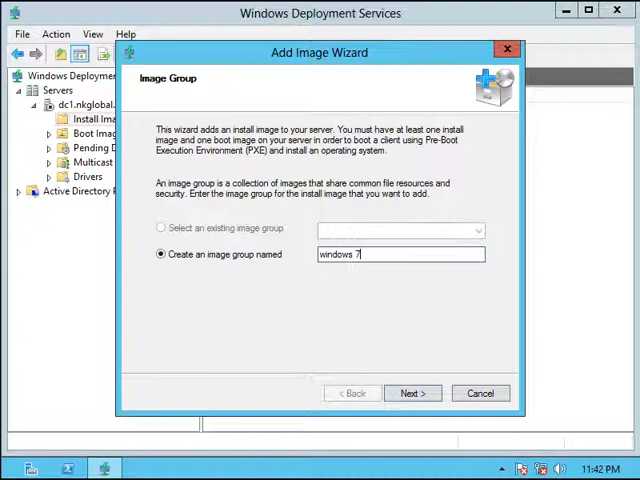 Windows Deployment Services
File Action View Help
Add Image Wizard
Image Group
This wizard adds an install image to your server. You must have at least one install
image and one boot image on your server in order to boot a client using Pre-Boot
Execution Environment (PXE) and install an operating system.
An image group is a collection of images that share common file resources and
security. Enter the image group for the install image that you want to add.
Select an existing image group
Create an image group named
windows 7
< Back
Next >
Cancel
Windows Deployme
Servers
dc1.nkglobal.
Install Ima
Boot Imag
Pending D
Multicast
Drivers
Active Directory P
11:42 PM